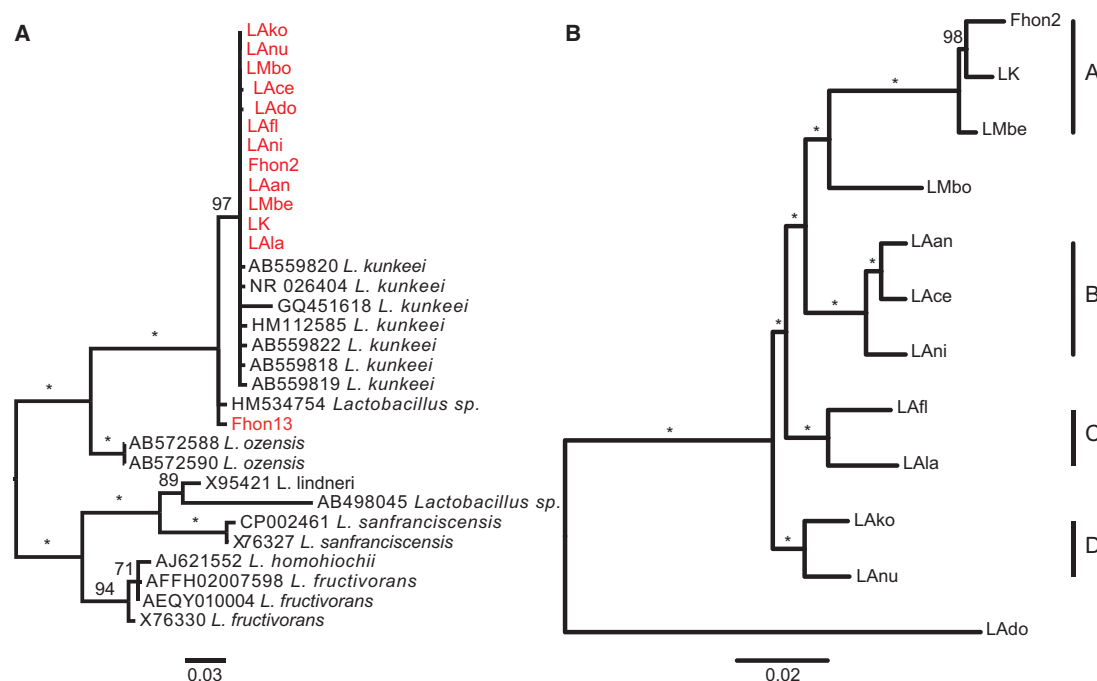 A
LAko
LAnu
LMbo
LAce
LAdo
LAfl
LAni
Fhon2
LAan
LMbe
LK
LAla
97
AB559820 L. kunkeei
NR 026404 L. kunkeei
GQ451618 L. kunkeei
HM112585 L. kunkeei
AB559822 L. kunkeei
AB559818 L. kunkeei
AB559819 L. kunkeei
HM534754 Lactobacillus sp.
Fhon13
*
*
*
AB572588 L. ozensis
AB572590 L. ozensis
89
X95421 L. lindneri
AB498045 Lactobacillus sp.
*
*
CP002461 L. sanfranciscensis
X76327 L. sanfranciscensis
*
71
AJ621552 L. homohiochii
AFFH02007598 L. fructivorans
94
AEQY010004 L. fructivorans
X76330 L. fructivorans
0.03
B
Fhon2
98
LK
*
LMbe
A
*
LMbo
*
LAan
*
LAce
*
LAni
B
*
LAfl
*
LAla
C
*
LAko
*
LAnu
D
LAdo
0.02